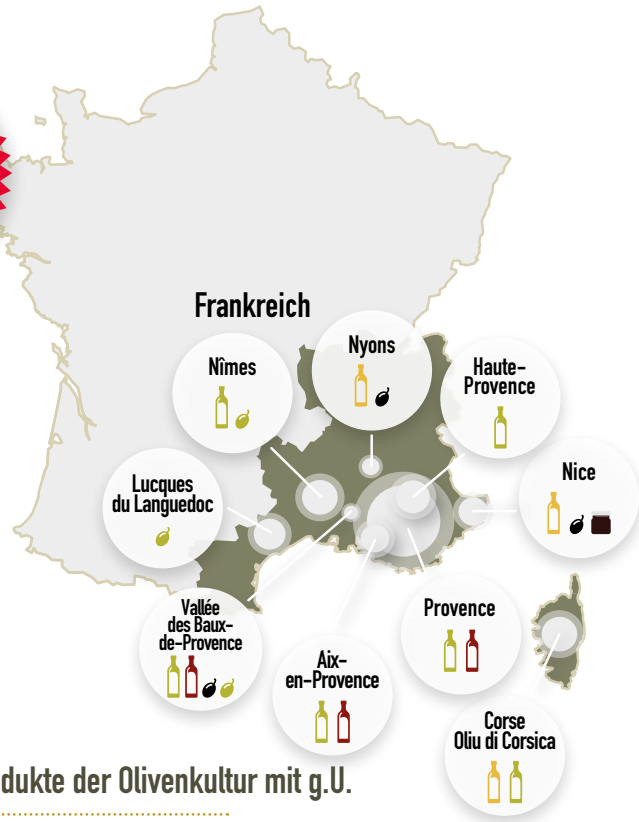 Frankreich
Nyons
Nîmes
Haute-
Provence
Nice
Lucques
du Languedoc
Vallée
des Baux-
de-Provence
Provence
Aix-
en-Provence
Corse
Oliu di Corsica
dukte der Olivenkultur mit g.U.